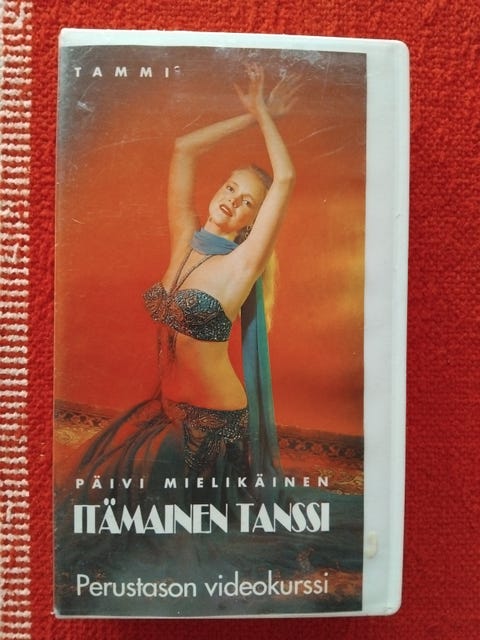 TAMMI
PÄIVI MIELIKÄINEN
ITÄMAINEN TANSSI
Perustason videokurssi